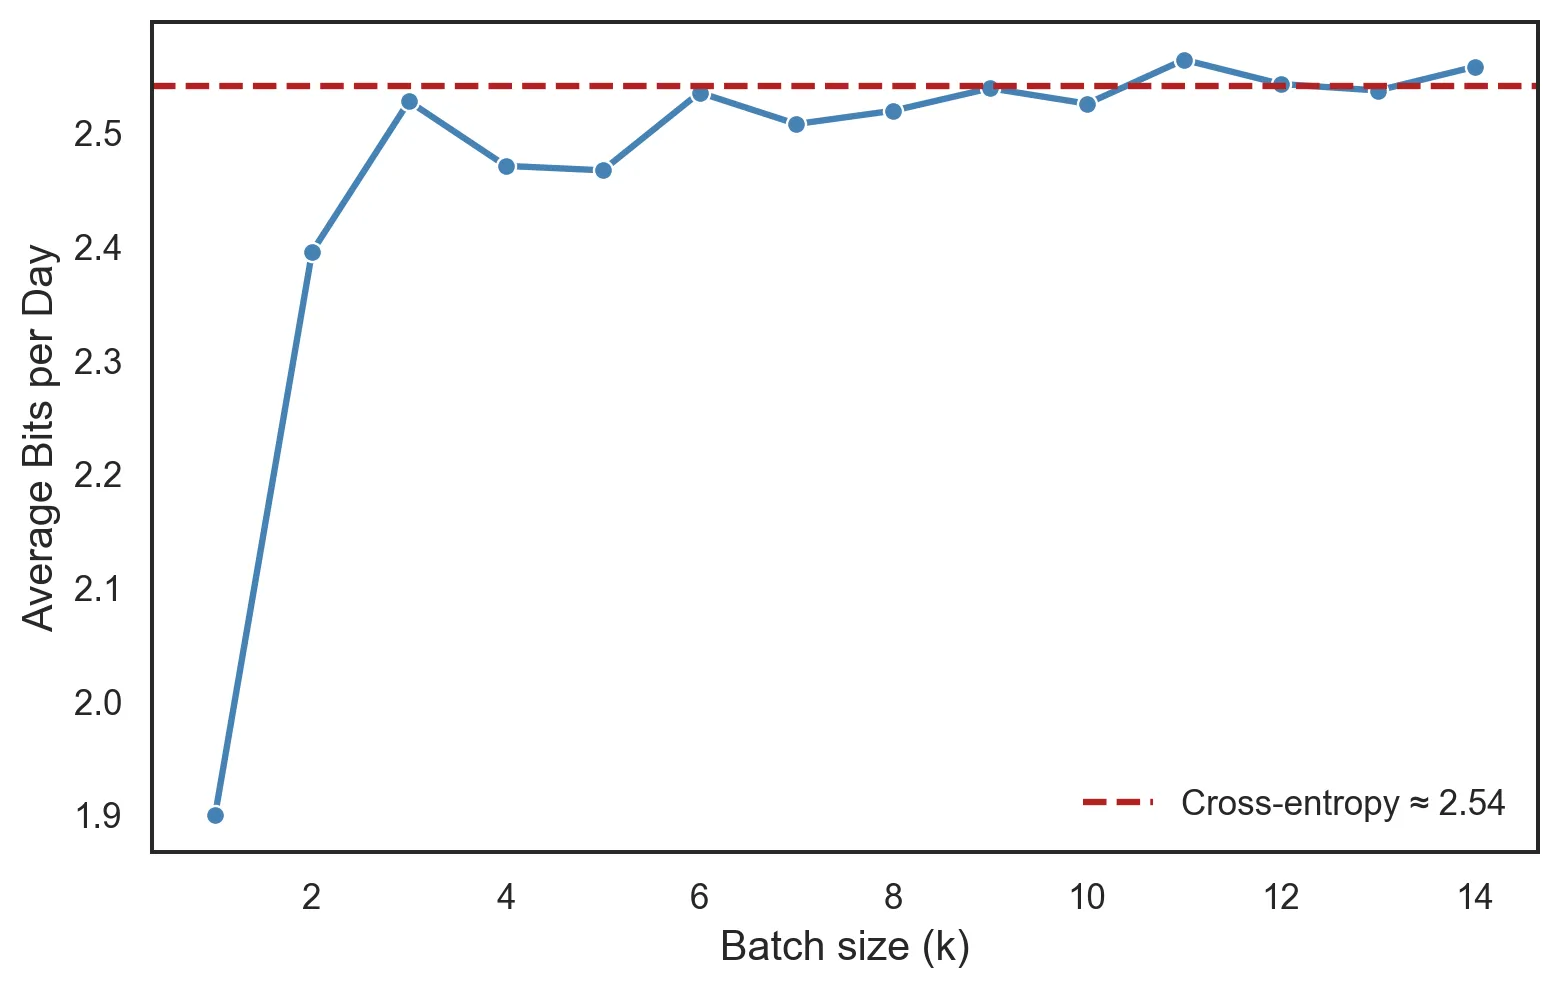 Average Bits per Day
2.5
2.4
2.3
2.2
2.1
2.0
1.9
Cross-entropy ≈ 2.54
2 4 6 8 10 12 14
Batch size (k)